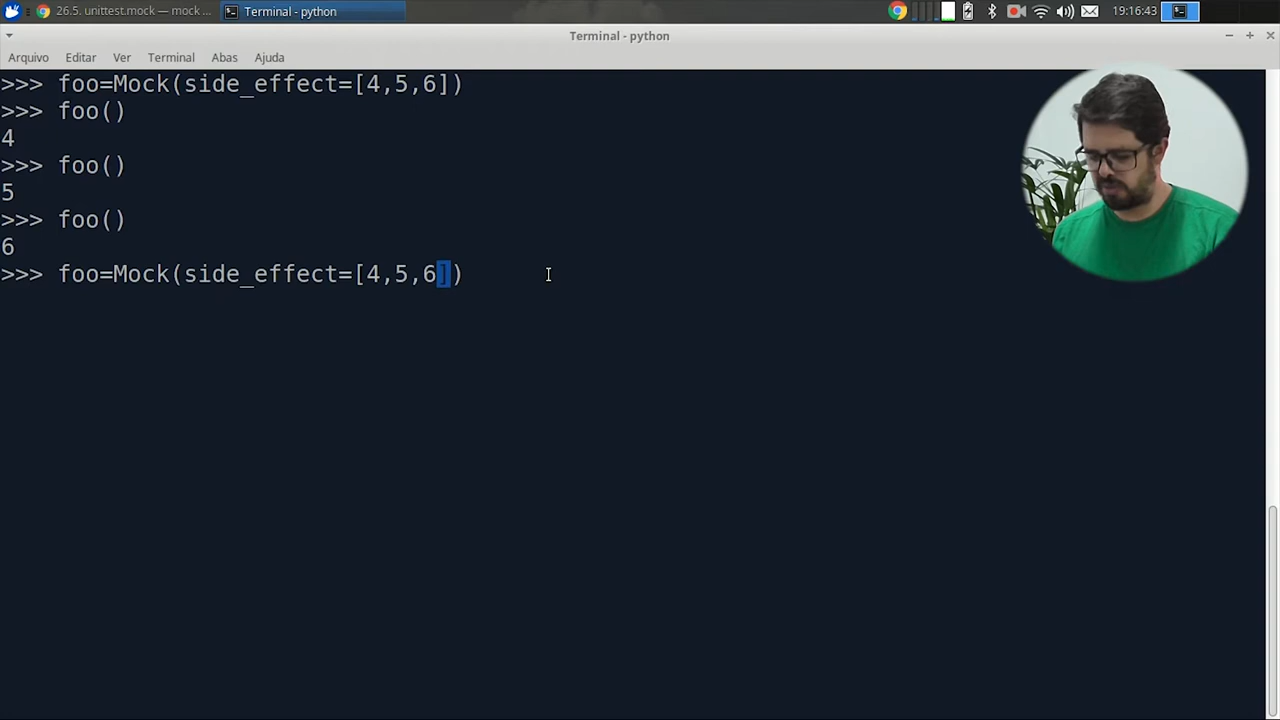 26.5. unittest.mock — mock ...
Terminal - python
19:16:43
Terminal - python
Arquivo Editar Ver Terminal Abas Ajuda
>>> foo=Mock(side_effect=[4,5,6])
>>> foo()
4
>>> foo()
5
>>> foo()
6
>>> foo=Mock(side_effect=[4,5,6])